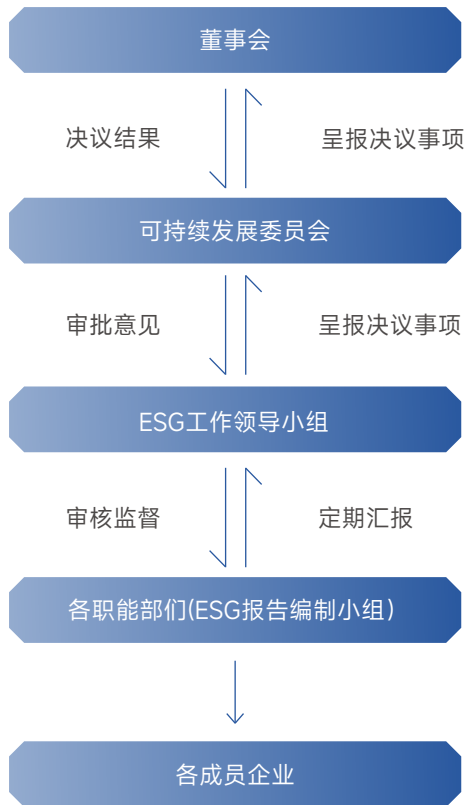 董事会
决议结果
呈报决议事项
可持续发展委员会
审批意见
呈报决议事项
ESG工作领导小组
审核监督
定期汇报
各职能部们(ESG报告编制小组）
各成员企业